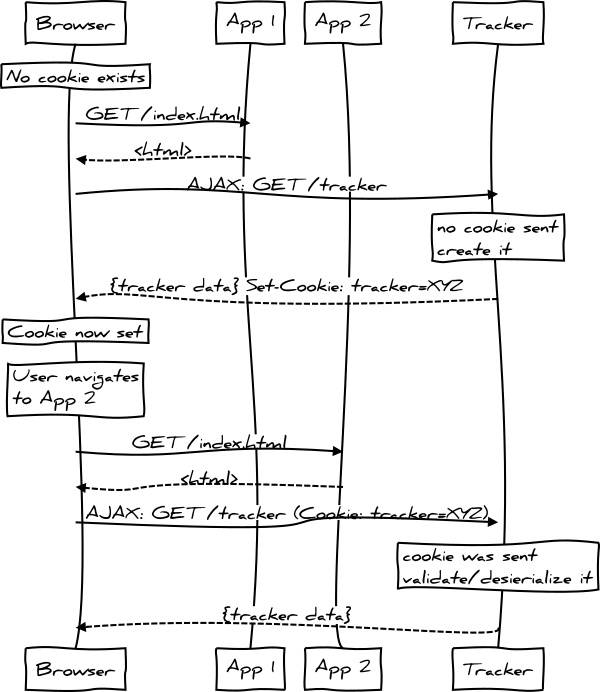 Browser
App 1
App 2
Tracker
No cookie exists
GET /index.html
<html>
AJAX: GET /tracker
no cookie sent
create it
{tracker data} Set-Cookie: tracker=XYZ
Cookie now set
User navigates
to App 2
GET /index.html
<html>
AJAX: GET /tracker (Cookie: tracker=XYZ)
cookie was sent
validate/desierialize it
{tracker data}
Browser
App 1
App 2
Tracker